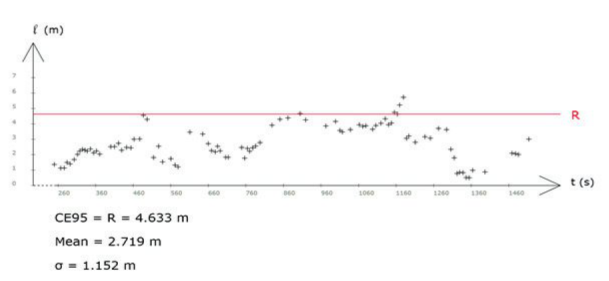 ℓ (m)
7
6
5
4
3
2
1
0
R
t (s)
260 360 460 560 660 760 860 960 1060 1160 1260 1360 1460
CE95 = R = 4.633 m
Mean = 2.719 m
σ = 1.152 m